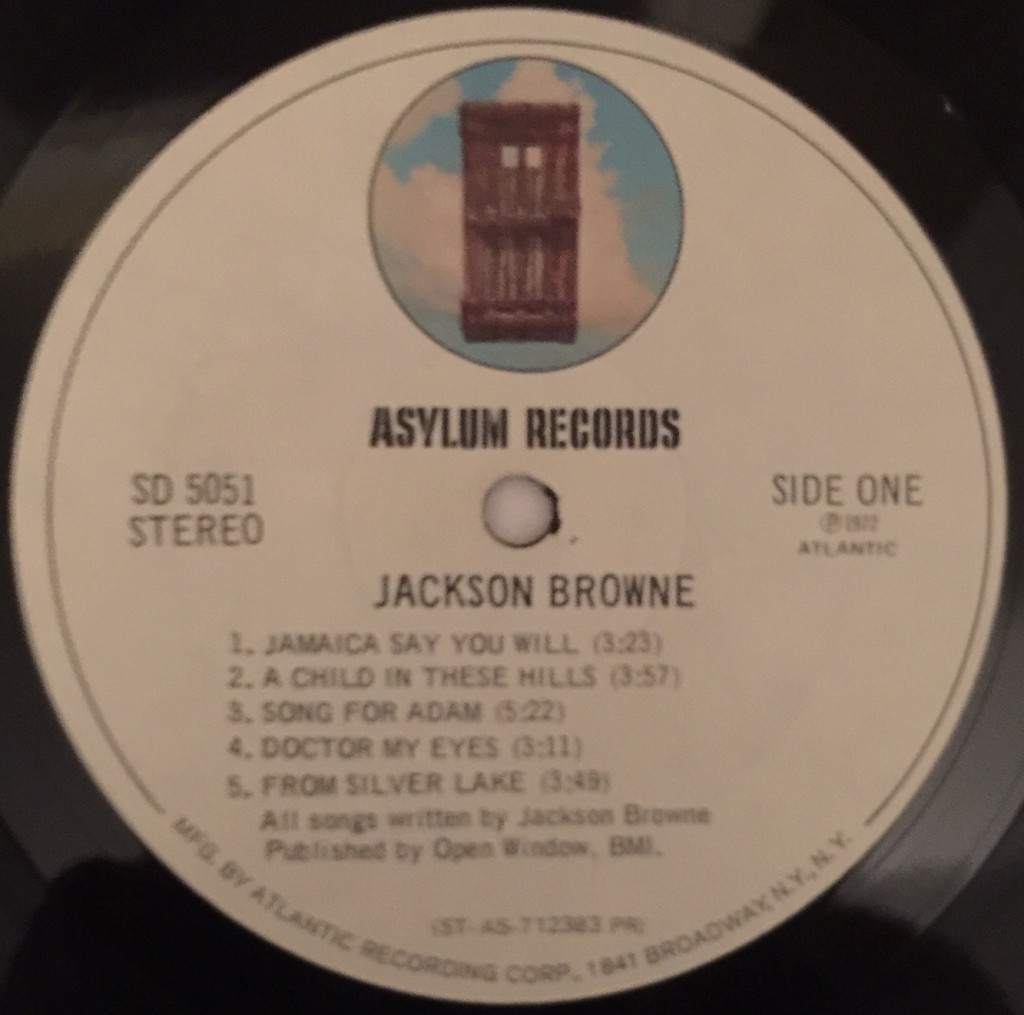 ASYLUM RECORDS
SD 5051
STEREO
SIDE ONE
℗ 1972
ATLANTIC
JACKSON BROWNE
1. JAMAICA SAY YOU WILL (3:23)
2. A CHILD IN THESE HILLS (3:57)
3. SONG FOR ADAM (5:22)
4. DOCTOR MY EYES (3:11)
5. FROM SILVER LAKE (3:49)
All songs written by Jackson Browne
Published by Open Window, BMI.
(ST-AS-712383 PR)
MFG. BY ATLANTIC RECORDING CORP., 1841 BROADWAY, N.Y., N.Y.